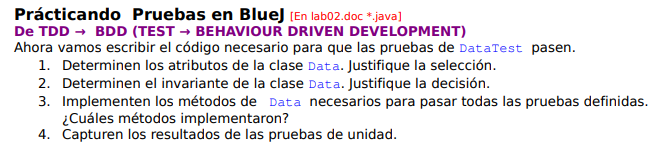 Prácticando Pruebas en BlueJ [En lab02.doc *.java]
De TDD → BDD (TEST → BEHAVIOUR DRIVEN DEVELOPMENT)
Ahora vamos escribir el código necesario para que las pruebas de DataTest pasen.
1. Determinen los atributos de la clase Data. Justifique la selección.
2. Determinen el invariante de la clase Data. Justifique la decisión.
3. Implementen los métodos de Data necesarios para pasar todas las pruebas definidas.
¿Cuáles métodos implementaron?
4. Capturen los resultados de las pruebas de unidad.